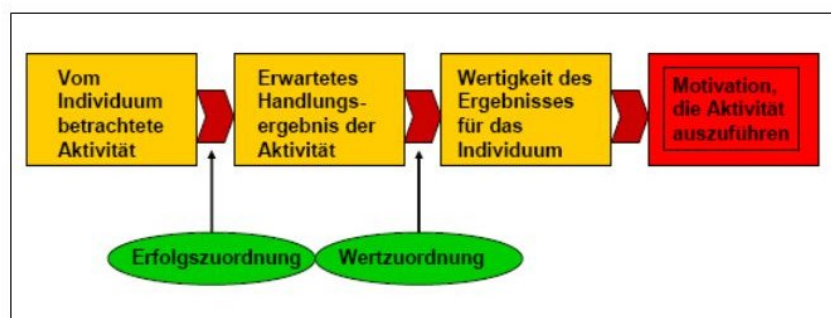 Vom
Individuum
betrachtete
Aktivität
Erwartetes
Handlungs-
ergebnis der
Aktivität
Wertigkeit des
Ergebnisses
für das
Individuum
Motivation,
die Aktivität
auszuführen
Erfolgszuordnung
Wertzuordnung